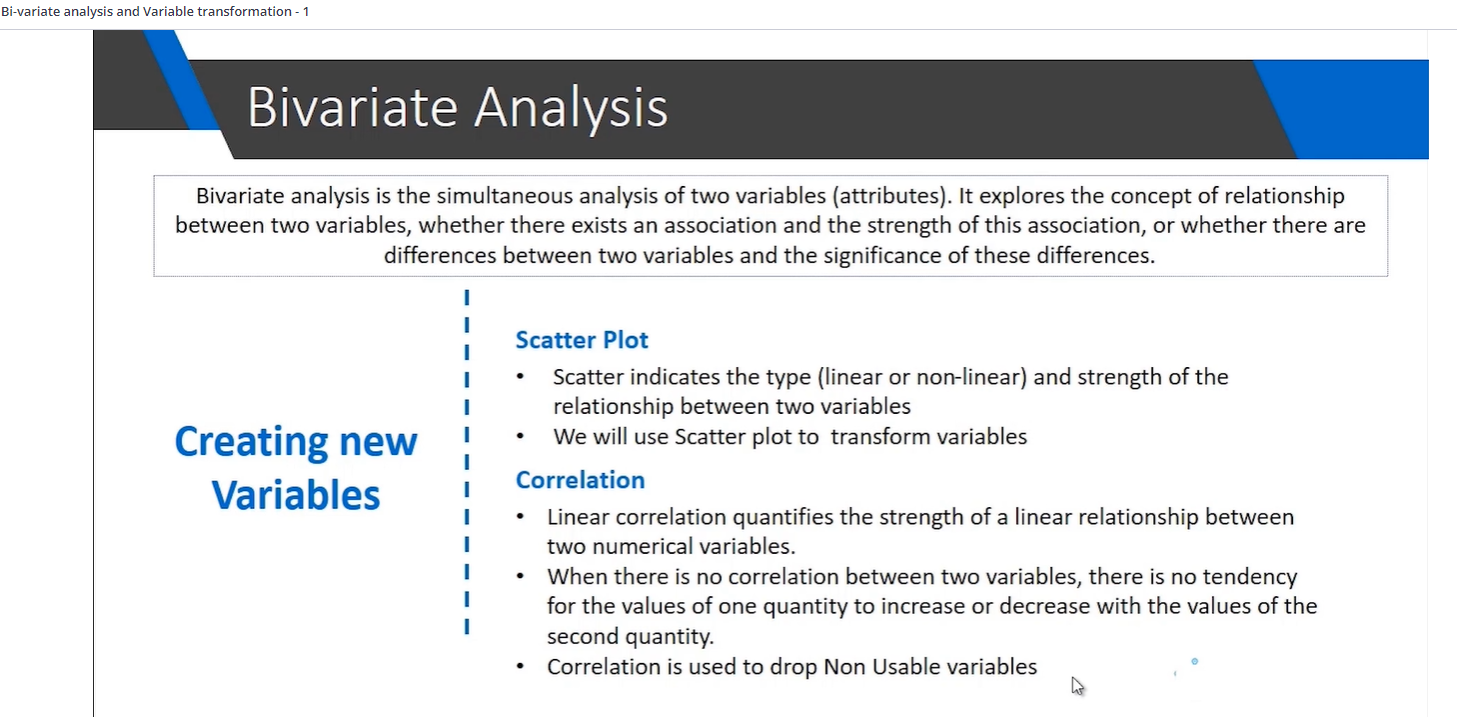 Bi-variate analysis and Variable transformation - 1
Bivariate Analysis
Bivariate analysis is the simultaneous analysis of two variables (attributes). It explores the concept of relationship
between two variables, whether there exists an association and the strength of this association, or whether there are
differences between two variables and the significance of these differences.
Creating new
Variables
Scatter Plot
• Scatter indicates the type (linear or non-linear) and strength of the
relationship between two variables
• We will use Scatter plot to transform variables
Correlation
• Linear correlation quantifies the strength of a linear relationship between
two numerical variables.
• When there is no correlation between two variables, there is no tendency
for the values of one quantity to increase or decrease with the values of the
second quantity.
• Correlation is used to drop Non Usable variables